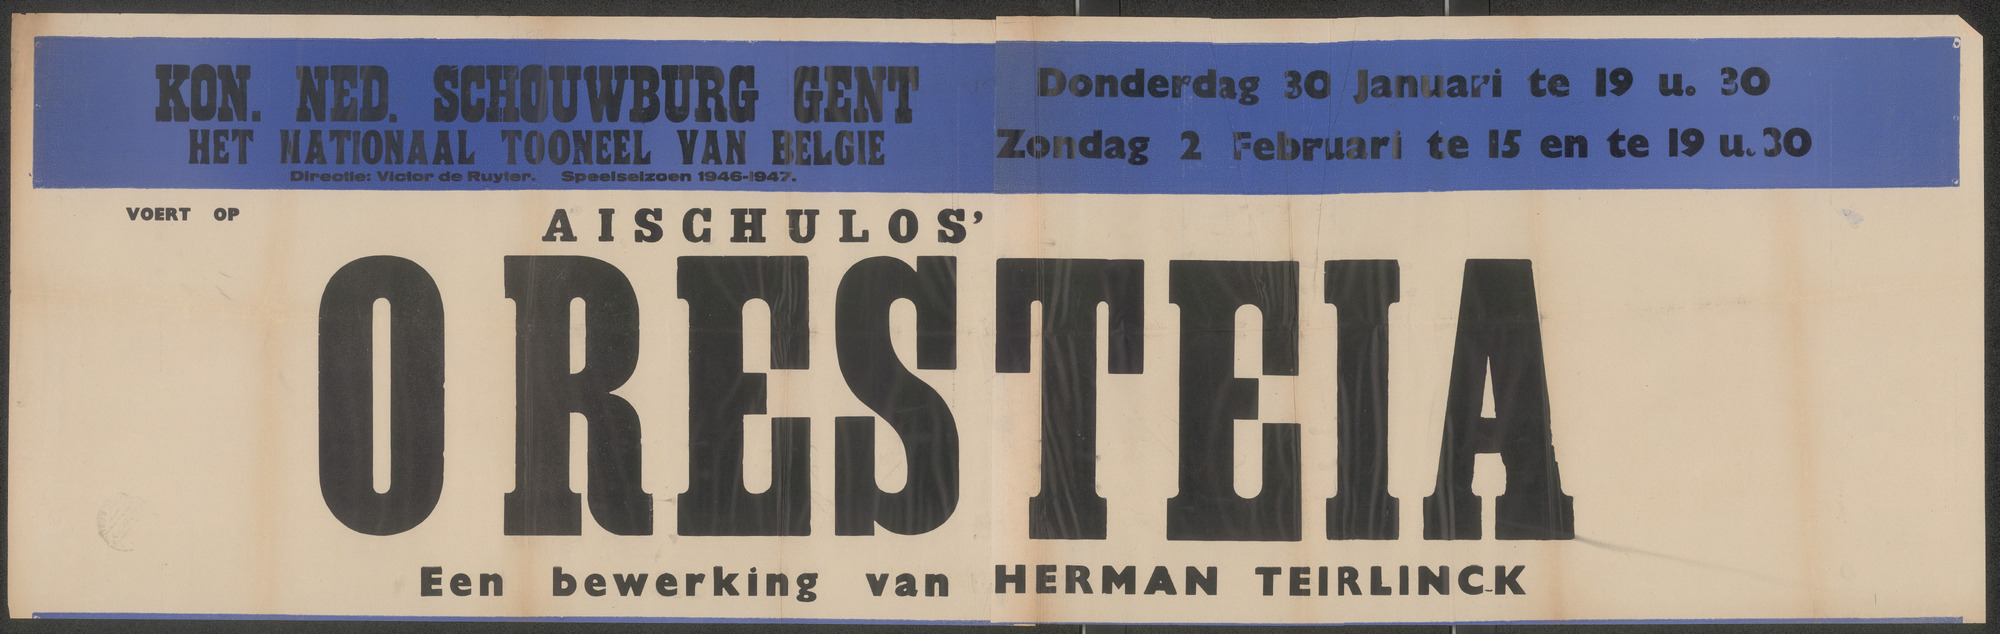 KON. NED. SCHOUWBURG GENT
HET NATIONAAL TOONEEL VAN BELGIE
Directie: Victor de Ruyter. Speelseizoen 1946-1947.
Donderdag 30 Januari te 19 u. 30
Zondag 2 Februari te 15 en te 19 u. 30
VOERT OP
AISCHULOS’
ORESTEIA
Een bewerking van HERMAN TEIRLINCK